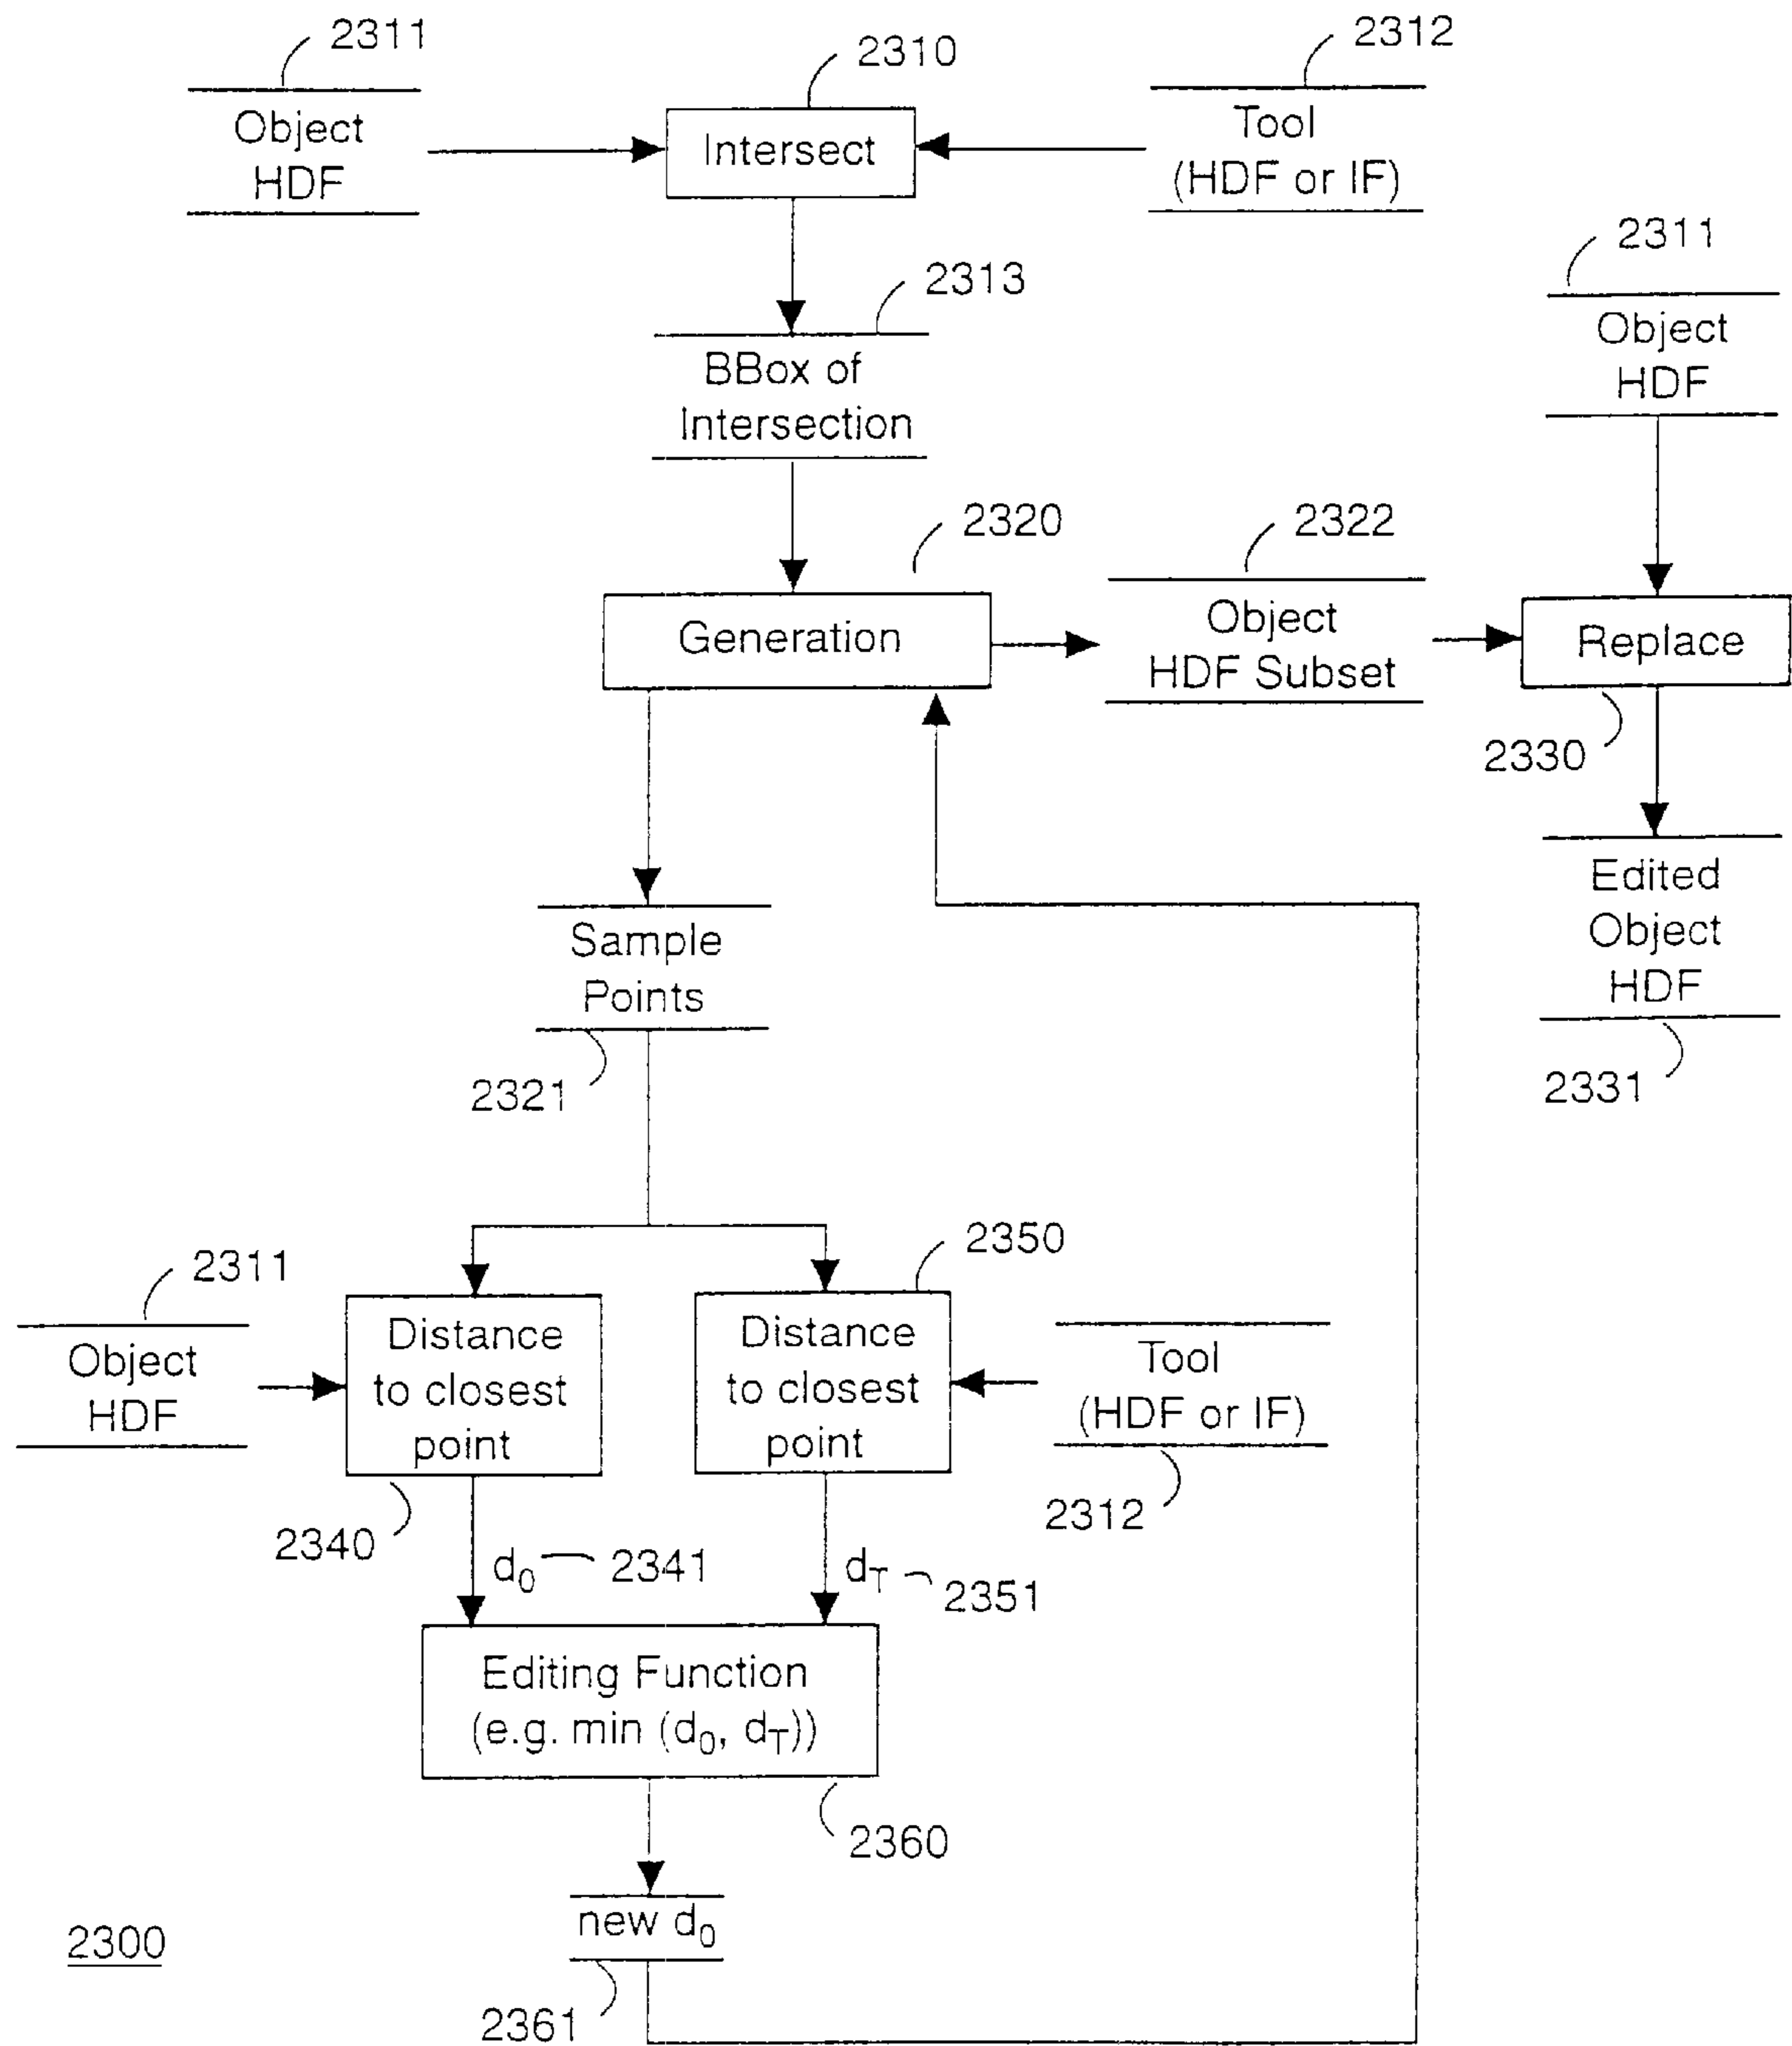 2311
2310
2312
Object
HDF
Intersect
Tool
(HDF or IF)
2313
BBox of
Intersection
2311
Object
HDF
2320
2322
Generation
Object
HDF Subset
Replace
2330
Sample
Points
2321
Edited
Object
HDF
2331
2311
2350
Object
HDF
Distance
to closest
point
Distance
to closest
point
Tool
(HDF or IF)
2340
2312
d0
2341
dT
2351
Editing Function
(e.g. min (d0, dT))
2360
new d0
2361
2300